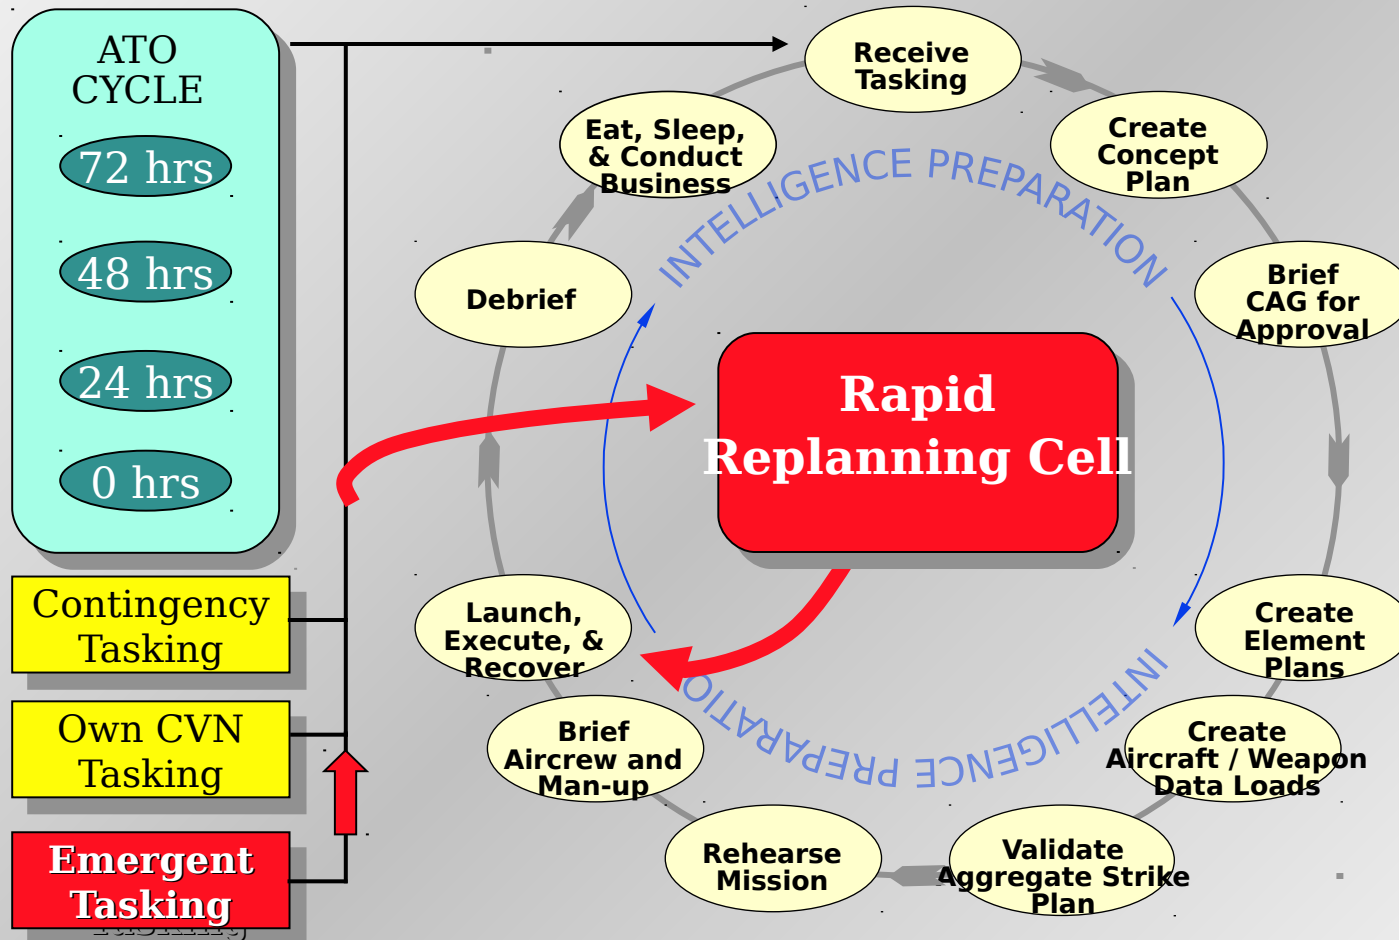 ATO
CYCLE
72 hrs
48 hrs
24 hrs
0 hrs
Contingency
Tasking
Own CVN
Tasking
Emergent
Tasking
Receive
Tasking
Create
Concept
Plan
Brief
CAG for
Approval
Create
Element
Plans
Create
Aircraft / Weapon
Data Loads
Validate
Aggregate Strike
Plan
Rehearse
Mission
Brief
Aircrew and
Man-up
Launch,
Execute, &
Recover
Debrief
Eat, Sleep,
& Conduct
Business
INTELLIGENCE PREPARATION
Rapid
Replanning Cell
INTELLIGENCE PREPARATIO